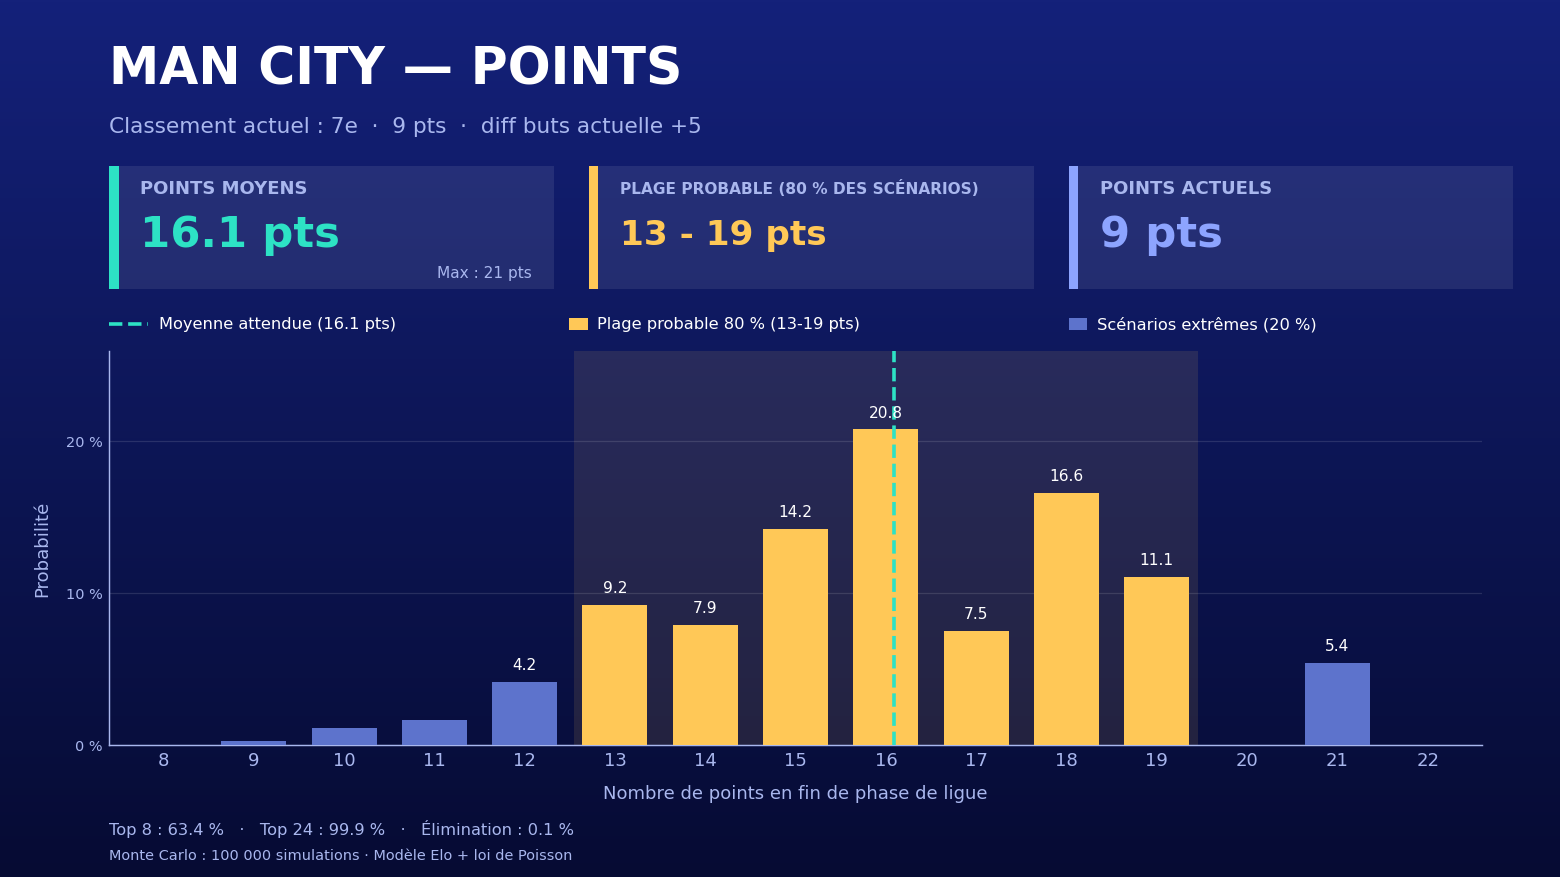 MAN CITY — POINTS
Classement actuel : 7e · 9 pts · diff buts actuelle +5
POINTS MOYENS
16.1 pts
Max : 21 pts
PLAGE PROBABLE (80 % DES SCÉNARIOS)
13 - 19 pts
POINTS ACTUELS
9 pts
Moyenne attendue (16.1 pts)
Plage probable 80 % (13-19 pts)
Scénarios extrêmes (20 %)
Probabilité
20 %
10 %
0 %
4.2
9.2
7.9
14.2
20.8
7.5
16.6
11.1
5.4
8 9 10 11 12 13 14 15 16 17 18 19 20 21 22
Nombre de points en fin de phase de ligue
Top 8 : 63.4 % · Top 24 : 99.9 % · Élimination : 0.1 %
Monte Carlo : 100 000 simulations · Modèle Elo + loi de Poisson